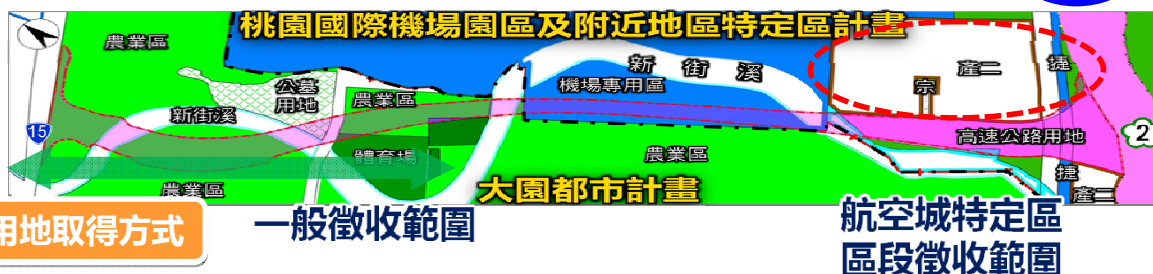 桃園國際機場園區及附近地區特定區計畫
農業區
公墓
用地
農業區
新街溪
機場專用區
新街溪
產二
捷
宗
15
高速公路用地
2
體育場
農業區
農業區
大園都市計畫
捷
產二
用地取得方式
一般徵收範圍
航空城特定區
區段徵收範圍